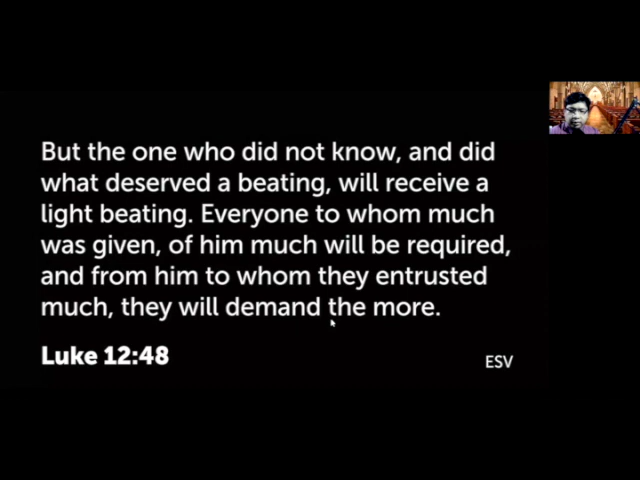 But the one who did not know, and did
what deserved a beating, will receive a
light beating. Everyone to whom much
was given, of him much will be required,
and from him to whom they entrusted
much, they will demand the more.
Luke 12:48
ESV